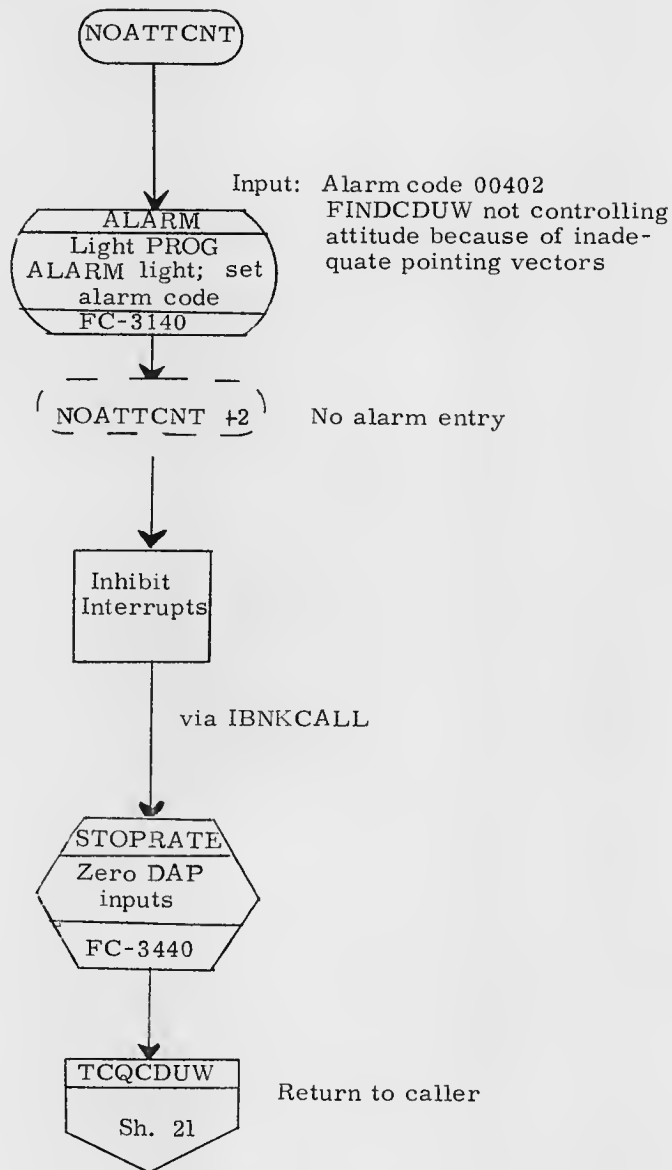 NOATTCNT
Input: Alarm code 00402
FINDCDUW not controlling
attitude because of inade-
quate pointing vectors
ALARM
Light PROG
ALARM light; set
alarm code
FC-3140
NOATTCNT +2
No alarm entry
Inhibit
Interrupts
via IBNKCALL
STOPRATE
Zero DAP
inputs
FC-3440
TCQCDUW
Sh. 21
Return to caller